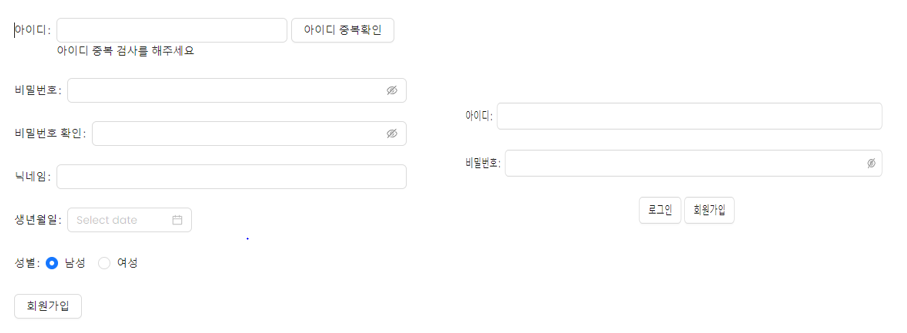 아이디:
아이디 중복확인
아이디 중복 검사를 해주세요
비밀번호:
비밀번호 확인:
닉네임:
생년월일:
Select date
성별:
남성
여성
회원가입
아이디:
비밀번호:
로그인
회원가입